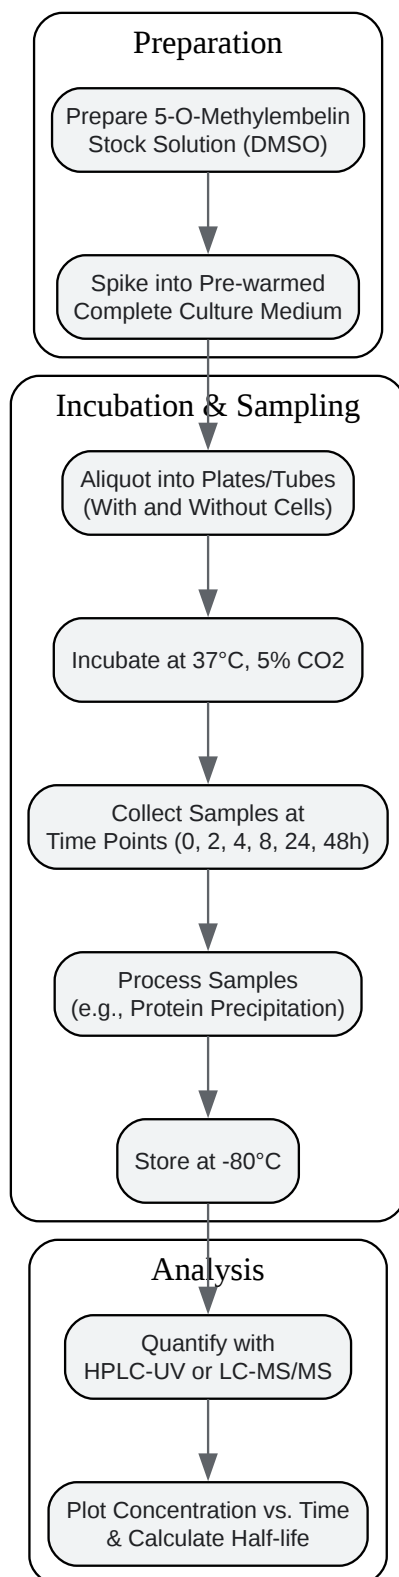 Preparation
Prepare 5-O-Methylembelin
Stock Solution (DMSO)
Spike into Pre-warmed
Complete Culture Medium
Incubation & Sampling
Aliquot into Plates/Tubes
(With and Without Cells)
Incubate at 37°C, 5% CO2
Collect Samples at
Time Points (0, 2, 4, 8, 24, 48h)
Process Samples
(e.g., Protein Precipitation)
Store at -80°C
Analysis
Quantify with
HPLC-UV or LC-MS/MS
Plot Concentration vs. Time
& Calculate Half-life